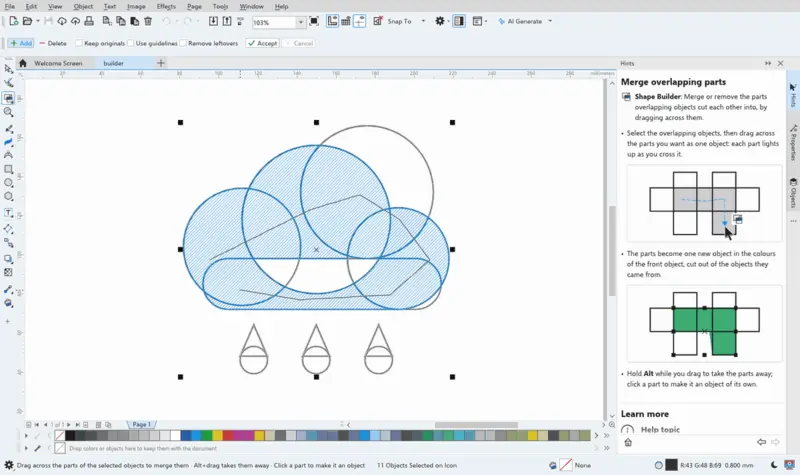 File Edit View Object Text Image Effects Page Tools Window Help
103% Snap To AI Generate
Add Delete Keep originals Use guidelines Remove leftovers Accept Cancel
Welcome Screen builder
millimeters
Hints
Merge overlapping parts
Shape Builder: Merge or remove the parts
overlapping objects cut each other into, by
dragging across them.
• Select the overlapping objects, then drag across
the parts you want as one object: each part lights
up as you cross it.
• The parts become one new object in the colours
of the front object, cut out of the objects they
came from.
• Hold Alt while you drag to take the parts away;
click a part to make it an object of its own.
Learn more
Help topic
Hints
Properties
Objects
1 of 1 Page 1
Drag colors or objects here to keep them with the document
Drag across the parts of the selected objects to merge them · Alt+drag takes them away · Click a part to make it an object 11 Objects Selected on Icon None R:43 G:48 B:69 0.800 mm